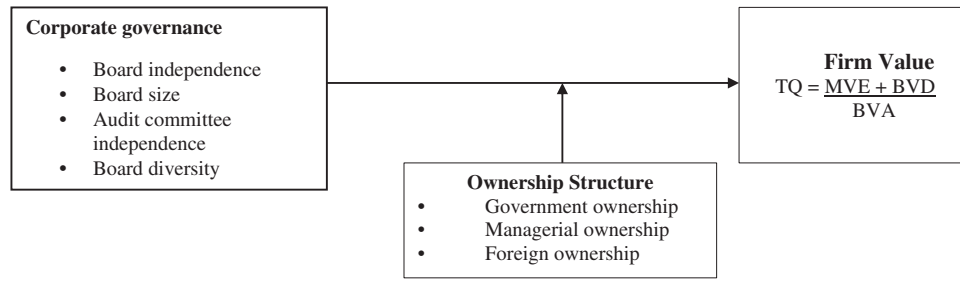 Corporate governance
• Board independence
• Board size
• Audit committee
independence
• Board diversity
Firm Value
TQ = MVE + BVD
BVA
Ownership Structure
• Government ownership
• Managerial ownership
• Foreign ownership